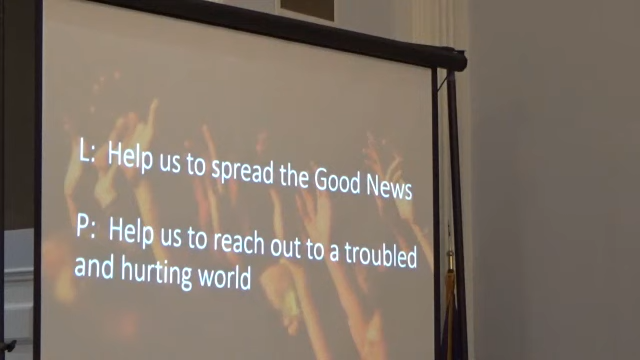 L: Help us to spread the Good News
P: Help us to reach out to a troubled
and hurting world